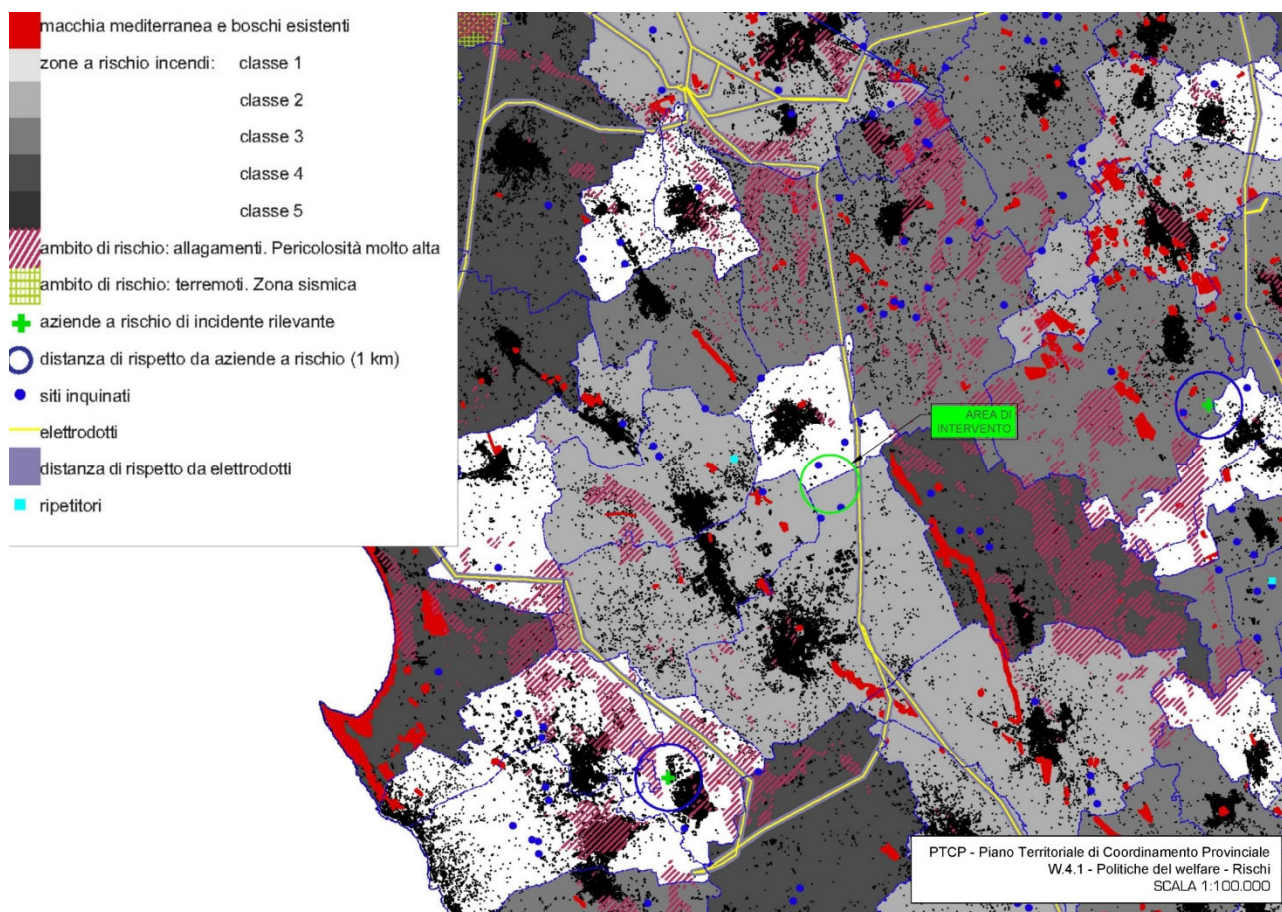 macchia mediterranea e boschi esistenti
zone a rischio incendi: classe 1
classe 2
classe 3
classe 4
classe 5
ambito di rischio: allagamenti. Pericolosità molto alta
ambito di rischio: terremoti. Zona sismica
aziende a rischio di incidente rilevante
distanza di rispetto da aziende a rischio (1 km)
siti inquinati
elettrodotti
distanza di rispetto da elettrodotti
ripetitori
AREA DI
INTERVENTO
PTCP - Piano Territoriale di Coordinamento Provinciale
W.4.1 - Politiche del welfare - Rischi
SCALA 1:100.000